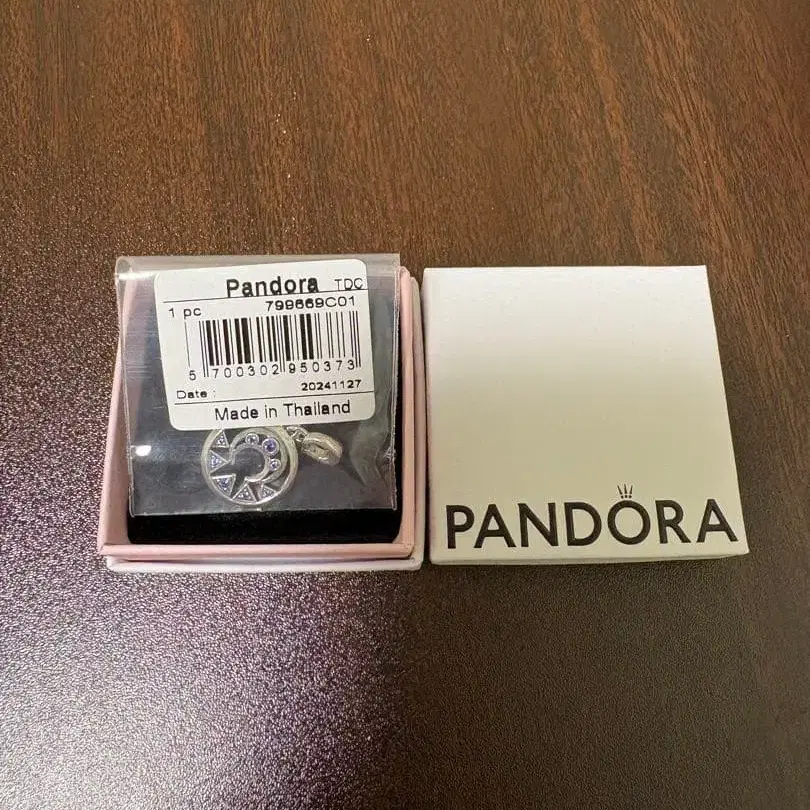 Pandora TDC
1 pc 799669C01
5 700302 950373
Date : 20241127
Made in Thailand
PANDORA